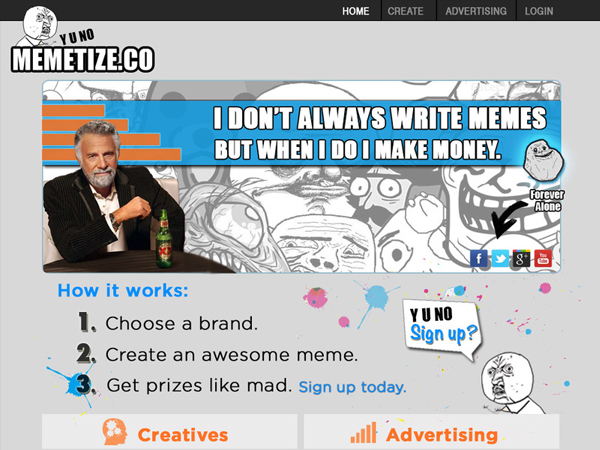 HOME
CREATE
ADVERTISING
LOGIN
Y U NO
MEMETIZE.CO
I DON'T ALWAYS WRITE MEMES
BUT WHEN I DO I MAKE MONEY.
Forever
Alone
f
g+
You
Tube
How it works:
1. Choose a brand.
2. Create an awesome meme.
3. Get prizes like mad. Sign up today.
Y U NO
Sign up?
Creatives
Advertising